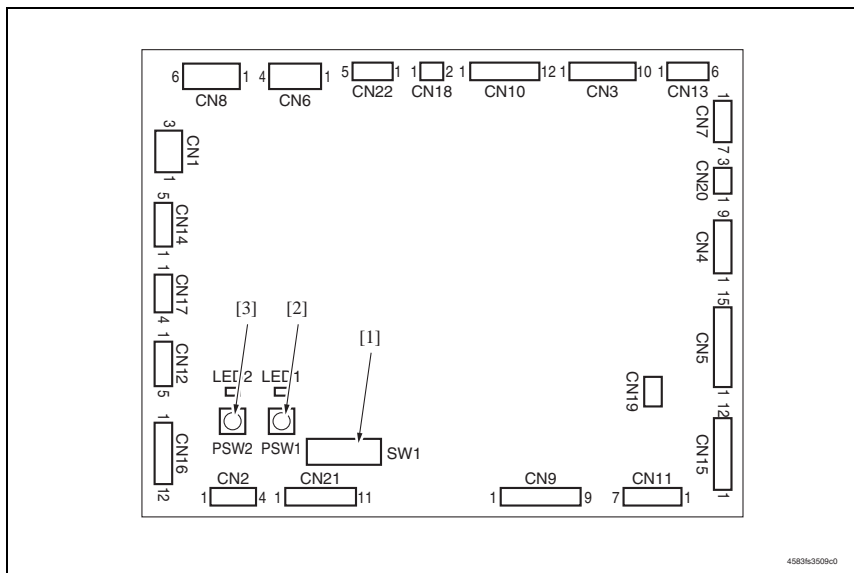 6 1 4 1 5 1 1 2 1 12 1 10 1 6
CN8 CN6 CN22 CN18 CN10 CN3 CN13
3
CN1
1
1
CN7
7
3
CN20
1
5
CN14
1
9
CN4
1
1
CN17
4
15
CN5
1
[3] [2] [1]
1
CN12
5
LED2 LED1
CN19
PSW2 PSW1 SW1
1
CN16
12
12
CN15
1
CN2 CN21 CN9 CN11
1 4 1 11 1 9 7 1
4583fs3509c0